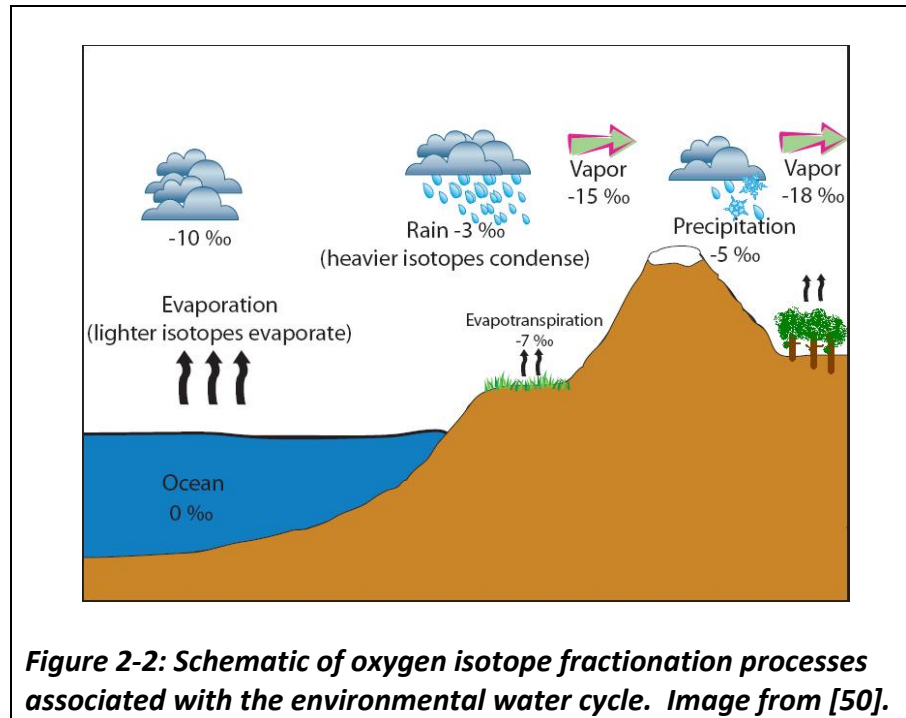 Vapor
-15 ‰
Vapor
-18 ‰
-10 ‰
Rain -3 ‰
(heavier isotopes condense)
Precipitation
-5 ‰
Evaporation
(lighter isotopes evaporate)
Evapotranspiration
-7 ‰
Ocean
0 ‰
Figure 2-2: Schematic of oxygen isotope fractionation processes
associated with the environmental water cycle.  Image from [50].